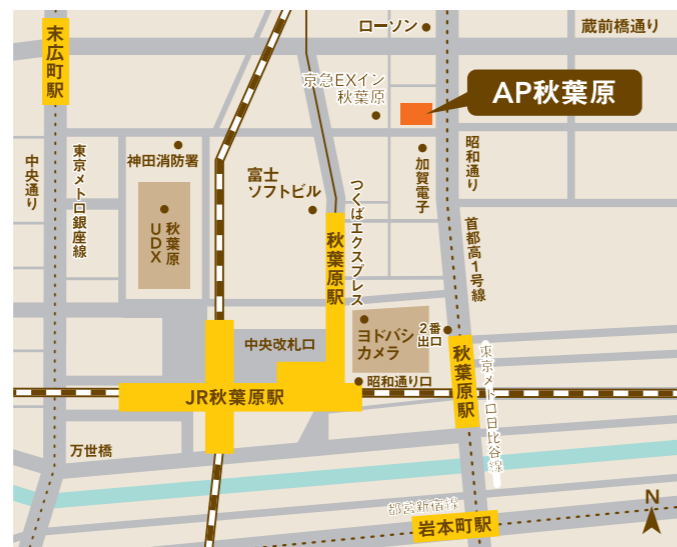 ローソン
蔵前橋通り
末広町駅
京急EXイン
秋葉原
AP秋葉原
神田消防署
中央通り
東京メトロ銀座線
富士
ソフトビル
加賀電子
昭和通り
つくばエクスプレス
秋葉原
UDX
秋葉原駅
首都高1号線
中央改札口
ヨドバシ
カメラ
2番
出口
秋葉原駅
東京メトロ日比谷線
昭和通り口
JR秋葉原駅
万世橋
都営新宿線
岩本町駅
N